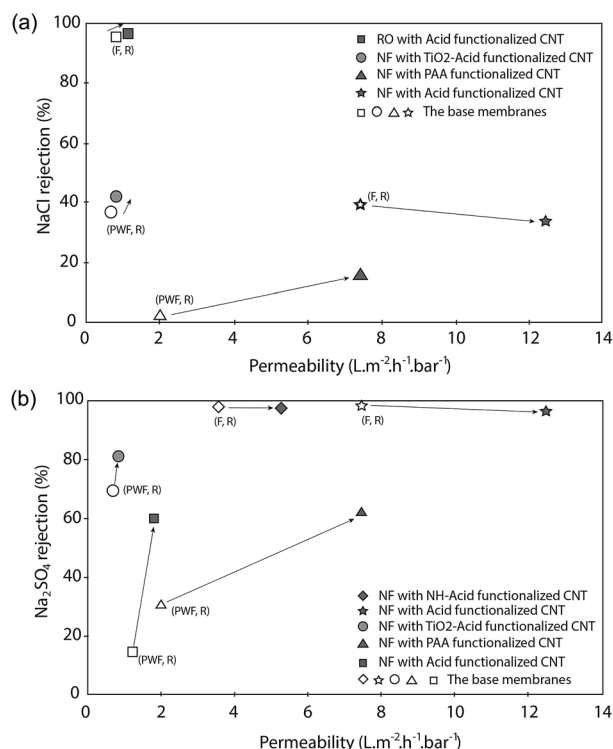 (a)
100
80
60
40
20
0
NaCl rejection (%)
(F, R)
RO with Acid functionalized CNT
NF with TiO2-Acid functionalized CNT
NF with PAA functionalized CNT
NF with Acid functionalized CNT
The base membranes
(PWF, R)
(F, R)
(PWF, R)
0 2 4 6 8 10 12 14
Permeability (L.m⁻².h⁻¹.bar⁻¹)
(b)
100
80
60
40
20
0
Na₂SO₄ rejection (%)
(F, R)
(F, R)
(PWF, R)
(PWF, R)
(PWF, R)
NF with NH-Acid functionalized CNT
NF with Acid functionalized CNT
NF with TiO2-Acid functionalized CNT
NF with PAA functionalized CNT
NF with Acid functionalized CNT
The base membranes
0 2 4 6 8 10 12 14
Permeability (L.m⁻².h⁻¹.bar⁻¹)